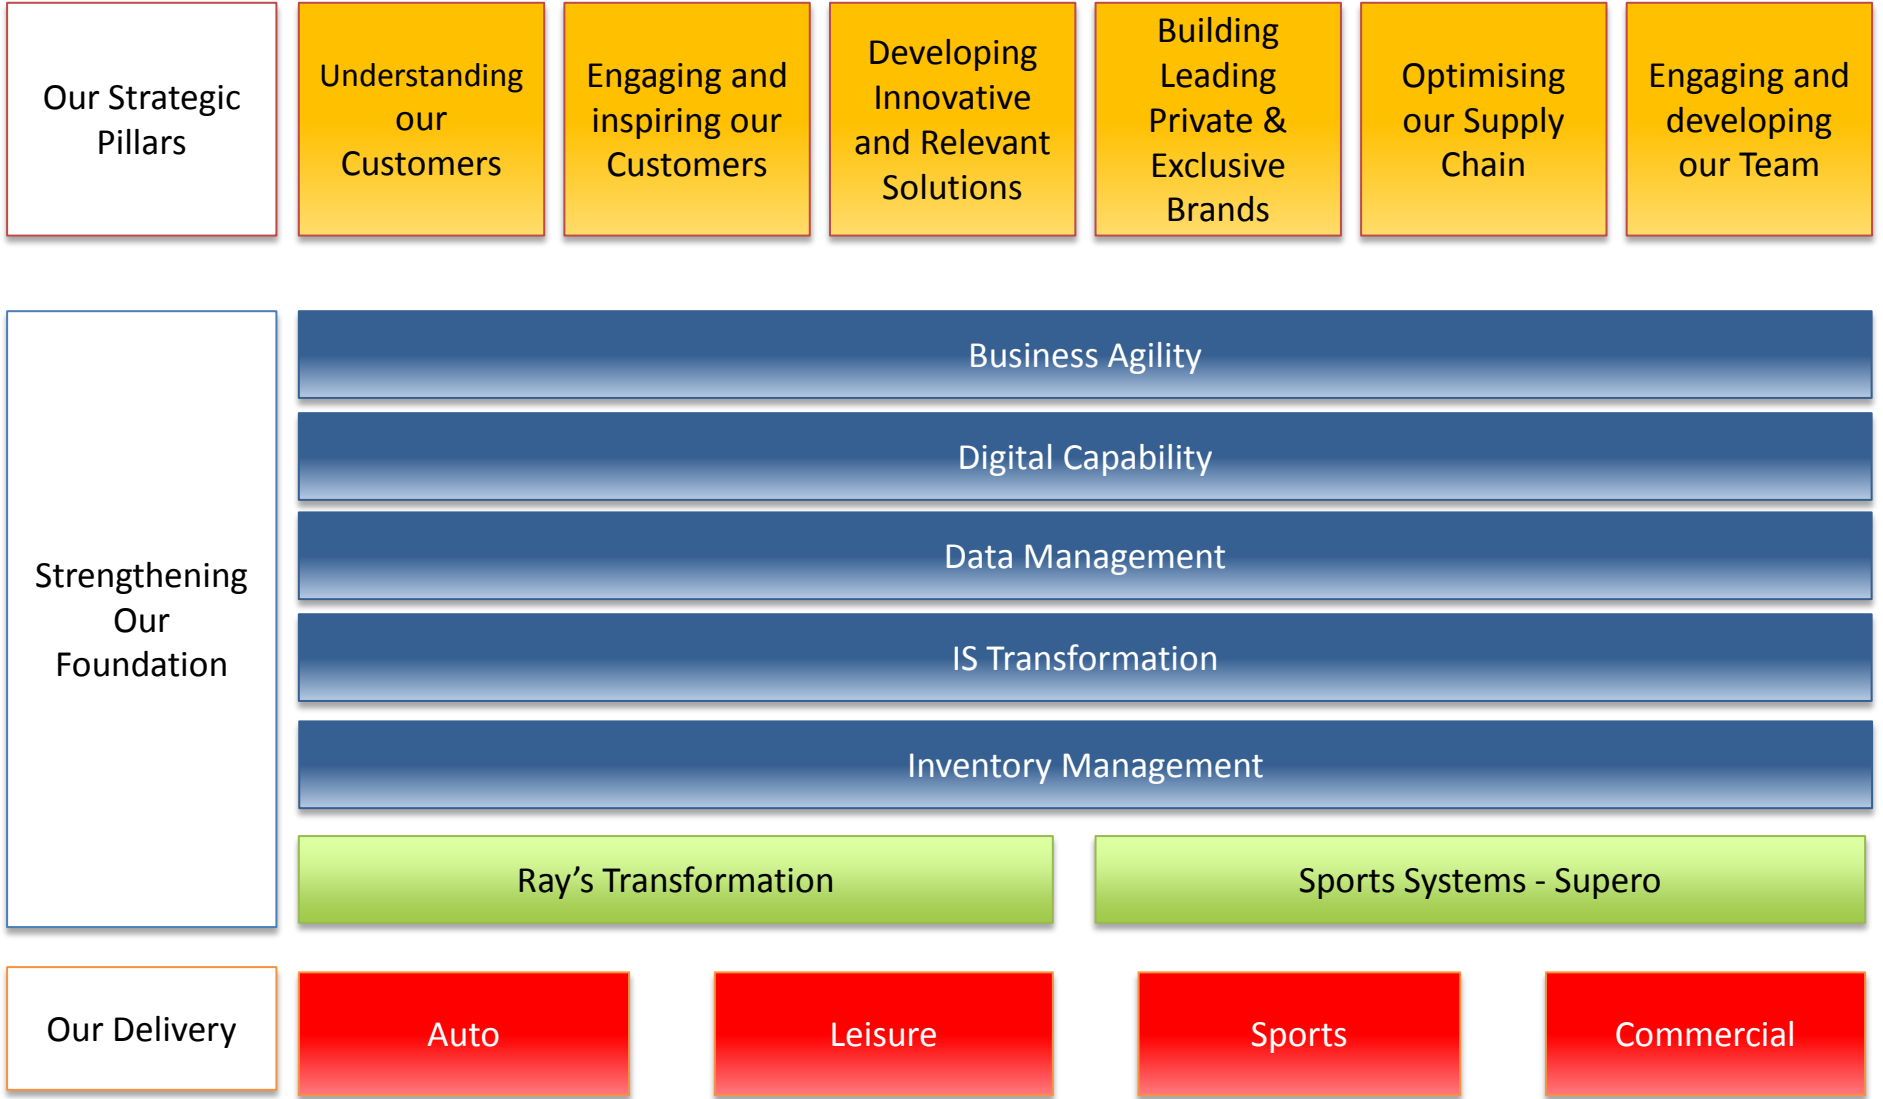 Our Strategic
Pillars
Understanding
our
Customers
Engaging and
inspiring our
Customers
Developing
Innovative
and Relevant
Solutions
Building
Leading
Private &
Exclusive
Brands
Optimising
our Supply
Chain
Engaging and
developing
our Team
Strengthening
Our
Foundation
Business Agility
Digital Capability
Data Management
IS Transformation
Inventory Management
Ray’s Transformation
Sports Systems - Supero
Our Delivery
Auto
Leisure
Sports
Commercial